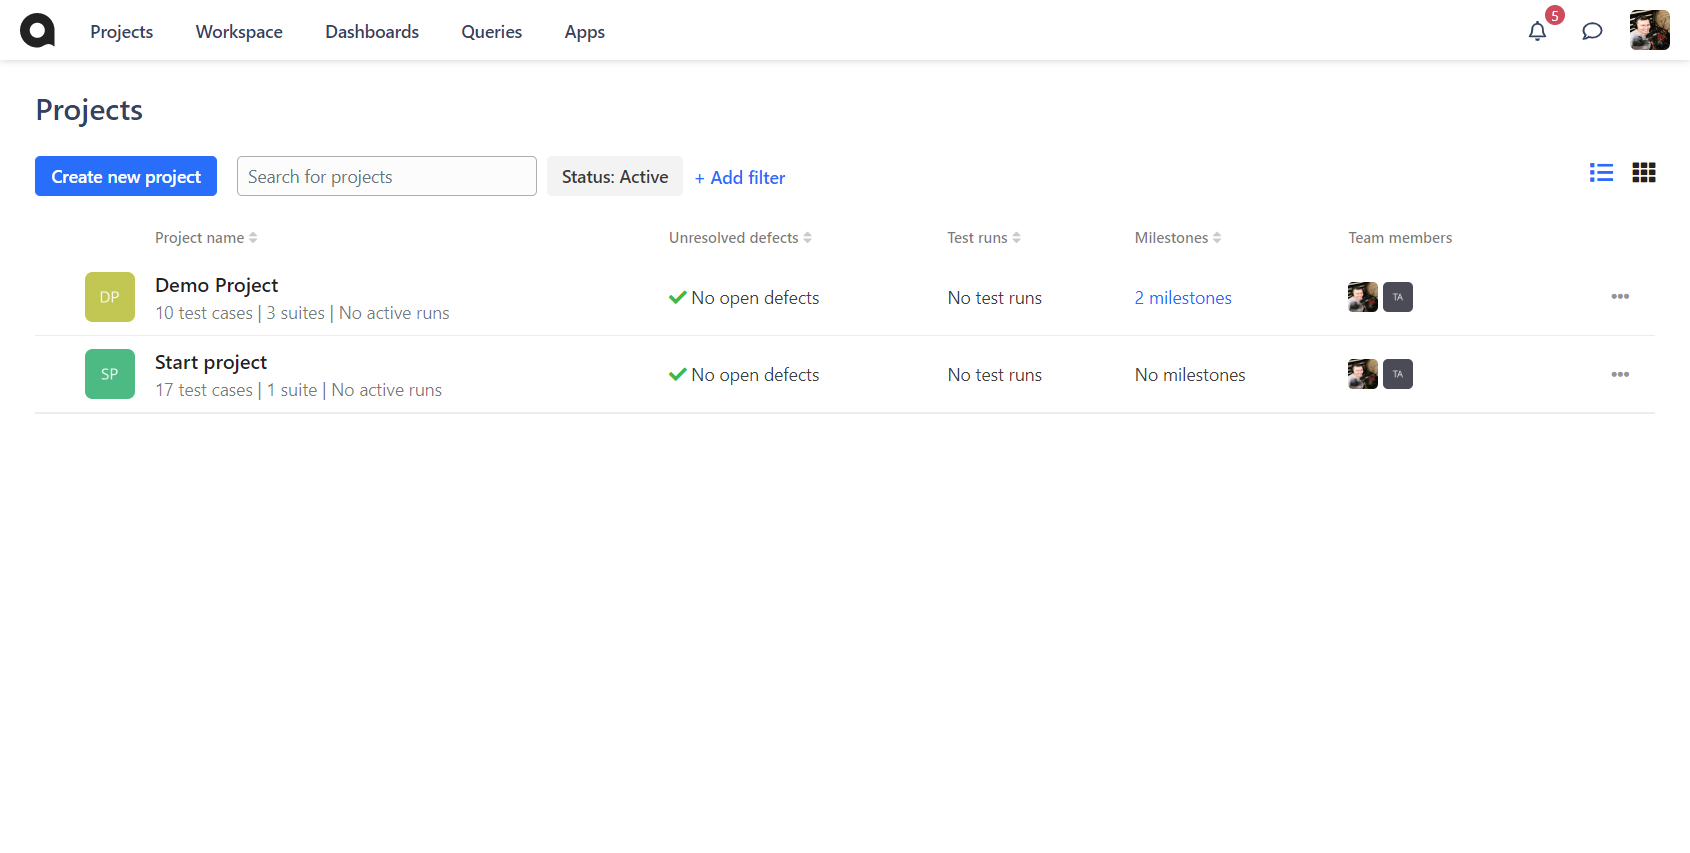 Projects Workspace Dashboards Queries Apps 5
Projects
Create new project Search for projects Status: Active + Add filter
Project name Unresolved defects Test runs Milestones Team members
DP Demo Project
10 test cases | 3 suites | No active runs No open defects No test runs 2 milestones TA
SP Start project
17 test cases | 1 suite | No active runs No open defects No test runs No milestones TA